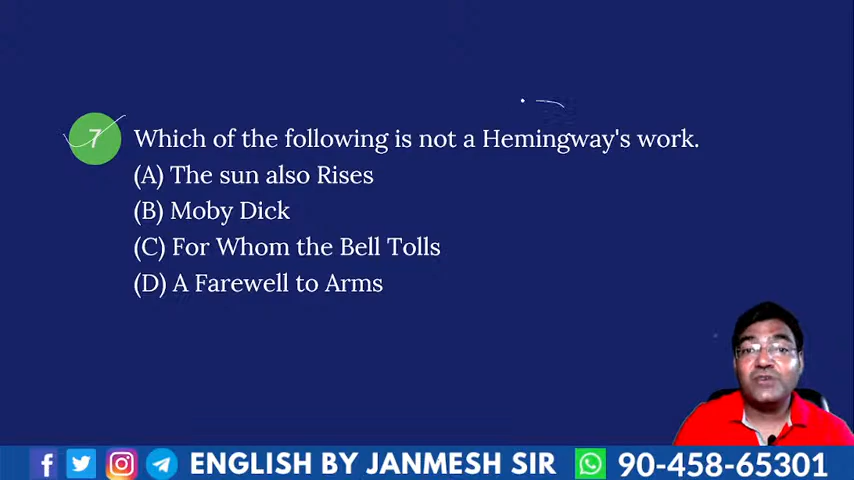 7 Which of the following is not a Hemingway's work.
(A) The sun also Rises
(B) Moby Dick
(C) For Whom the Bell Tolls
(D) A Farewell to Arms
ENGLISH BY JANMESH SIR 90-458-65301